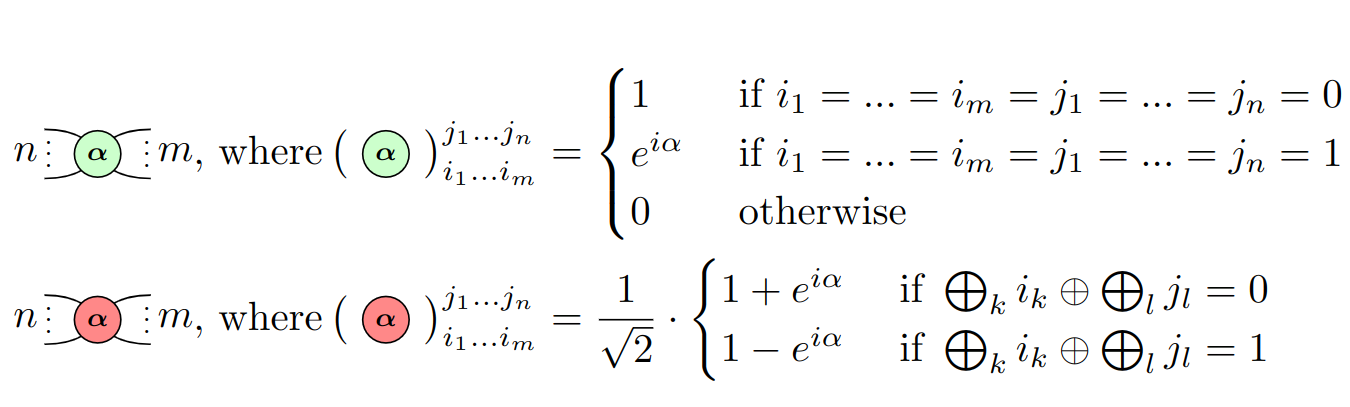 n ⋮ α ⋮ m, where ( α )^{j_1...j_n}_{i_1...i_m} = { 1 if i_1 = ... = i_m = j_1 = ... = j_n = 0
e^{iα} if i_1 = ... = i_m = j_1 = ... = j_n = 1
0 otherwise
n ⋮ α ⋮ m, where ( α )^{j_1...j_n}_{i_1...i_m} = 1/√2 · { 1 + e^{iα} if ⨁_k i_k ⊕ ⨁_l j_l = 0
1 − e^{iα} if ⨁_k i_k ⊕ ⨁_l j_l = 1